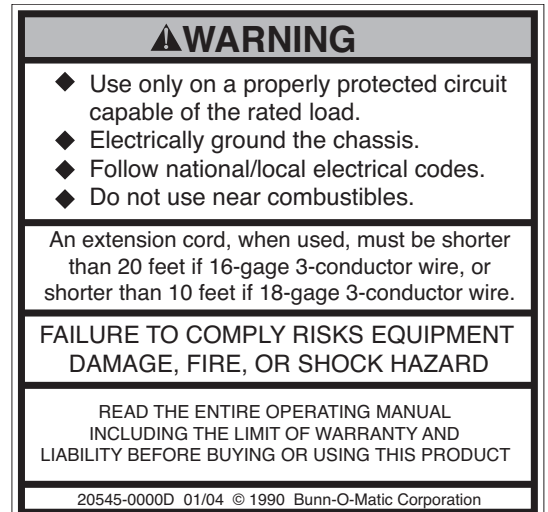 ⚠WARNING
◆ Use only on a properly protected circuit
capable of the rated load.
◆ Electrically ground the chassis.
◆ Follow national/local electrical codes.
◆ Do not use near combustibles.
An extension cord, when used, must be shorter
than 20 feet if 16-gage 3-conductor wire, or
shorter than 10 feet if 18-gage 3-conductor wire.
FAILURE TO COMPLY RISKS EQUIPMENT
DAMAGE, FIRE, OR SHOCK HAZARD
READ THE ENTIRE OPERATING MANUAL
INCLUDING THE LIMIT OF WARRANTY AND
LIABILITY BEFORE BUYING OR USING THIS PRODUCT
20545-0000D 01/04 © 1990 Bunn-O-Matic Corporation